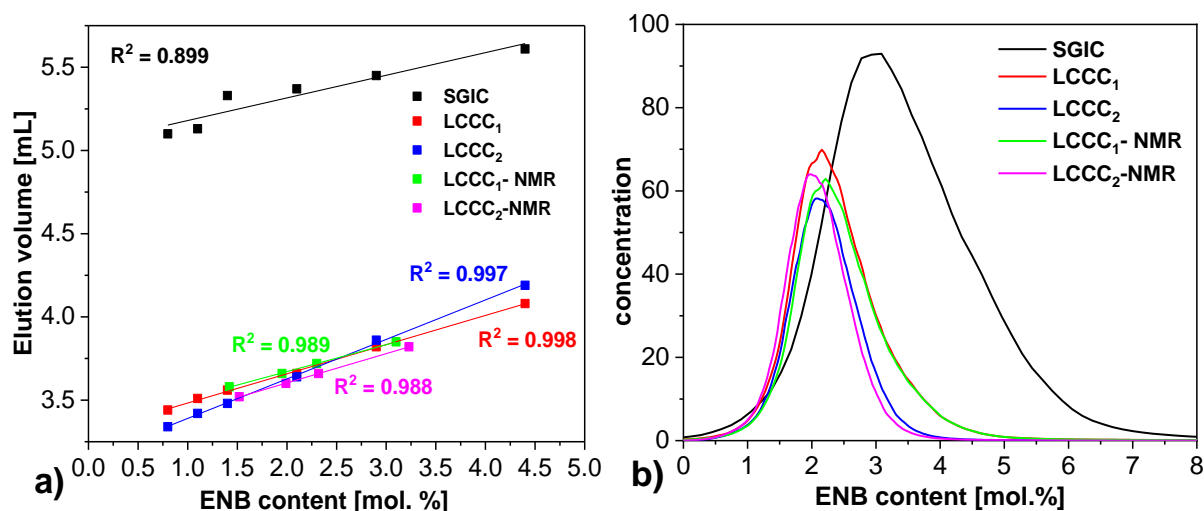 R² = 0.899
SGIC
LCCC₁
LCCC₂
LCCC₁- NMR
LCCC₂-NMR
R² = 0.997
R² = 0.989
R² = 0.998
R² = 0.988
5.5
5.0
4.5
4.0
3.5
Elution volume [mL]
0.0 0.5 1.0 1.5 2.0 2.5 3.0 3.5 4.0 4.5 5.0
ENB content [mol. %]
a)
SGIC
LCCC₁
LCCC₂
LCCC₁- NMR
LCCC₂-NMR
100
80
60
40
20
0
concentration
0 1 2 3 4 5 6 7 8
ENB content [mol.%]
b)